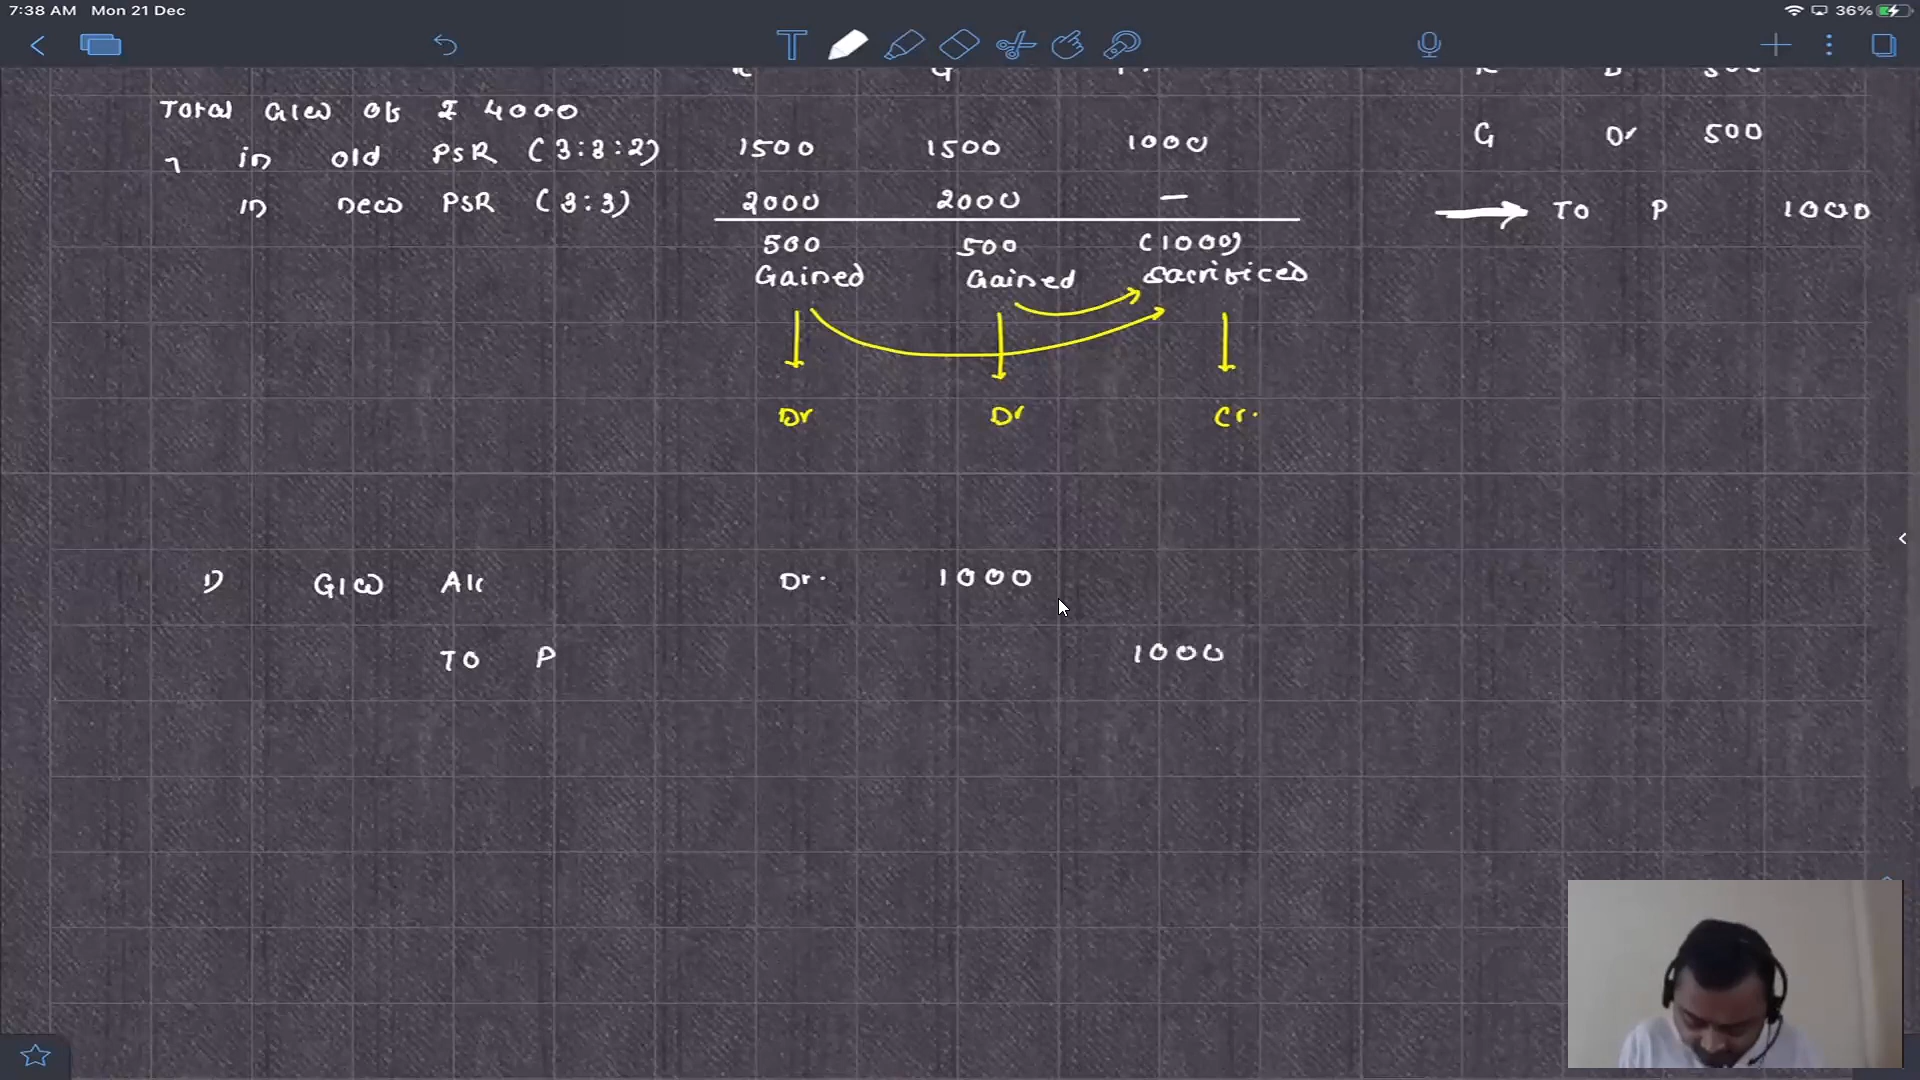 7:38 AM Mon 21 Dec
36%
Total G/w of ₹ 4000
in old PSR (3:3:2) 1500 1500 1000
in new PSR (3:3) 2000 2000 —
500 500 (1000)
Gained Gained sacrificed
Dr Dr Cr.
G Dr 500
To P 1000
1) G/w A/c Dr. 1000
To P 1000